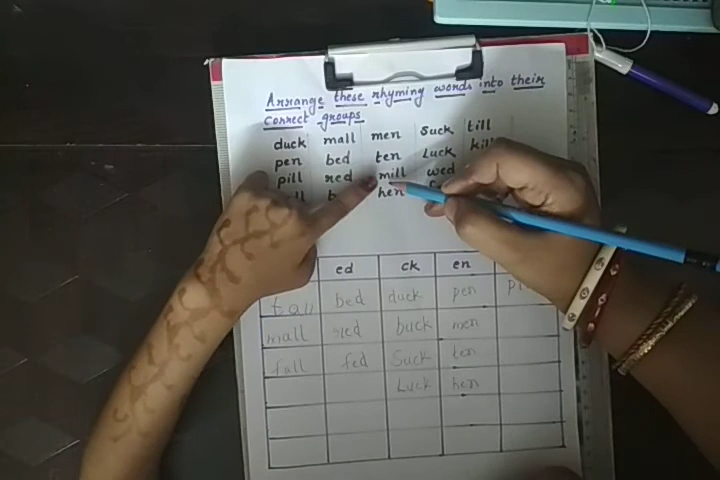 Arrange these rhyming words into their
correct groups
duck mall men suck till
pen bed ten Luck
pill red mill wed
hen
ed ck en
tall bed duck pen
mall red buck men
fall fed Suck ten
Luck hen